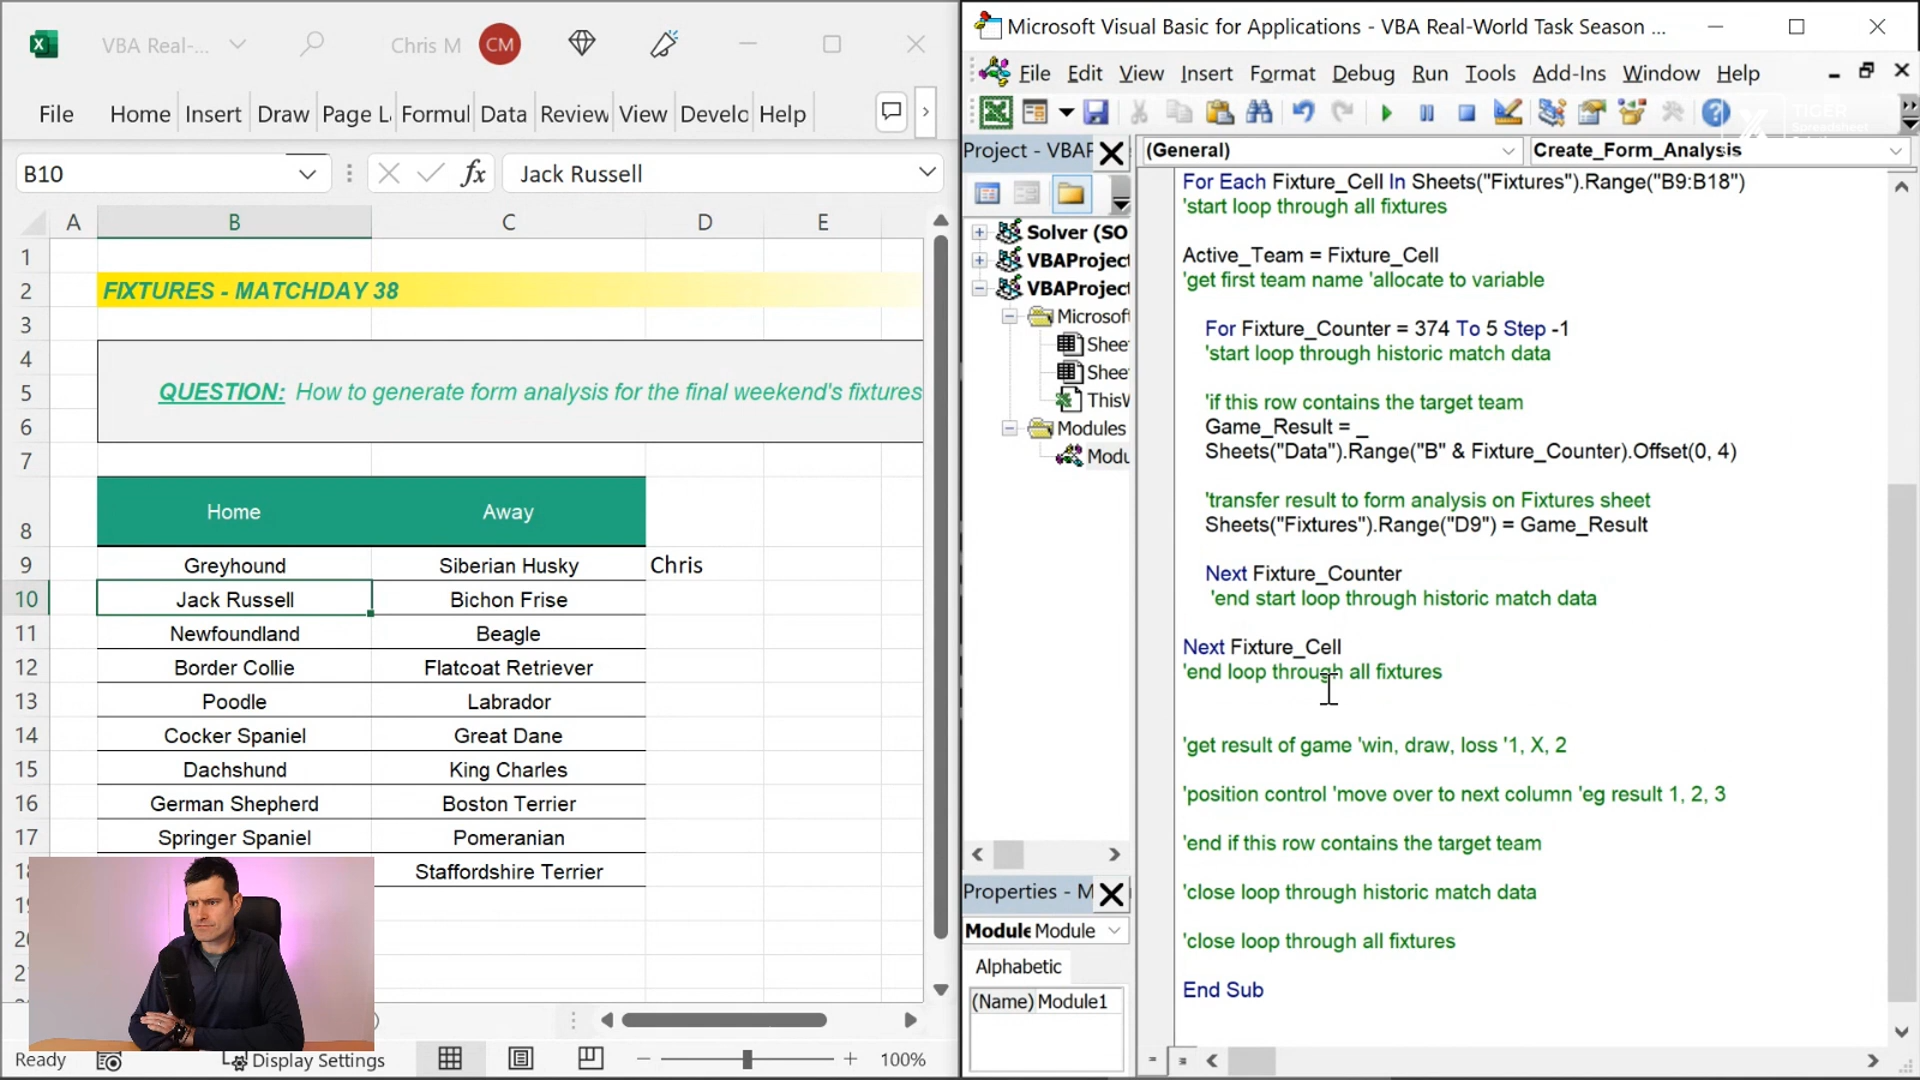 VBA Real-...
Chris M
CM
File Home Insert Draw Page L Formul Data Review View Develo Help
B10
fx Jack Russell
A B C D E
1
2 FIXTURES - MATCHDAY 38
3
4
5 QUESTION: How to generate form analysis for the final weekend's fixtures
6
7
8 Home Away
9 Greyhound Siberian Husky Chris
10 Jack Russell Bichon Frise
11 Newfoundland Beagle
12 Border Collie Flatcoat Retriever
13 Poodle Labrador
14 Cocker Spaniel Great Dane
15 Dachshund King Charles
16 German Shepherd Boston Terrier
17 Springer Spaniel Pomeranian
18 Staffordshire Terrier
Ready Display Settings 100%
Microsoft Visual Basic for Applications - VBA Real-World Task Season ...
File Edit View Insert Format Debug Run Tools Add-Ins Window Help
TIGER
Spreadsheet
Project - VBAP
Solver (SO
VBAProject
VBAProject
Microsoft
Shee
Shee
ThisW
Modules
Modu
Properties - M
Module Module
Alphabetic
(Name) Module1
(General) Create_Form_Analysis
For Each Fixture_Cell In Sheets("Fixtures").Range("B9:B18")
'start loop through all fixtures
Active_Team = Fixture_Cell
'get first team name 'allocate to variable
For Fixture_Counter = 374 To 5 Step -1
'start loop through historic match data
'if this row contains the target team
Game_Result = _
Sheets("Data").Range("B" & Fixture_Counter).Offset(0, 4)
'transfer result to form analysis on Fixtures sheet
Sheets("Fixtures").Range("D9") = Game_Result
Next Fixture_Counter
'end start loop through historic match data
Next Fixture_Cell
'end loop through all fixtures
'get result of game 'win, draw, loss '1, X, 2
'position control 'move over to next column 'eg result 1, 2, 3
'end if this row contains the target team
'close loop through historic match data
'close loop through all fixtures
End Sub